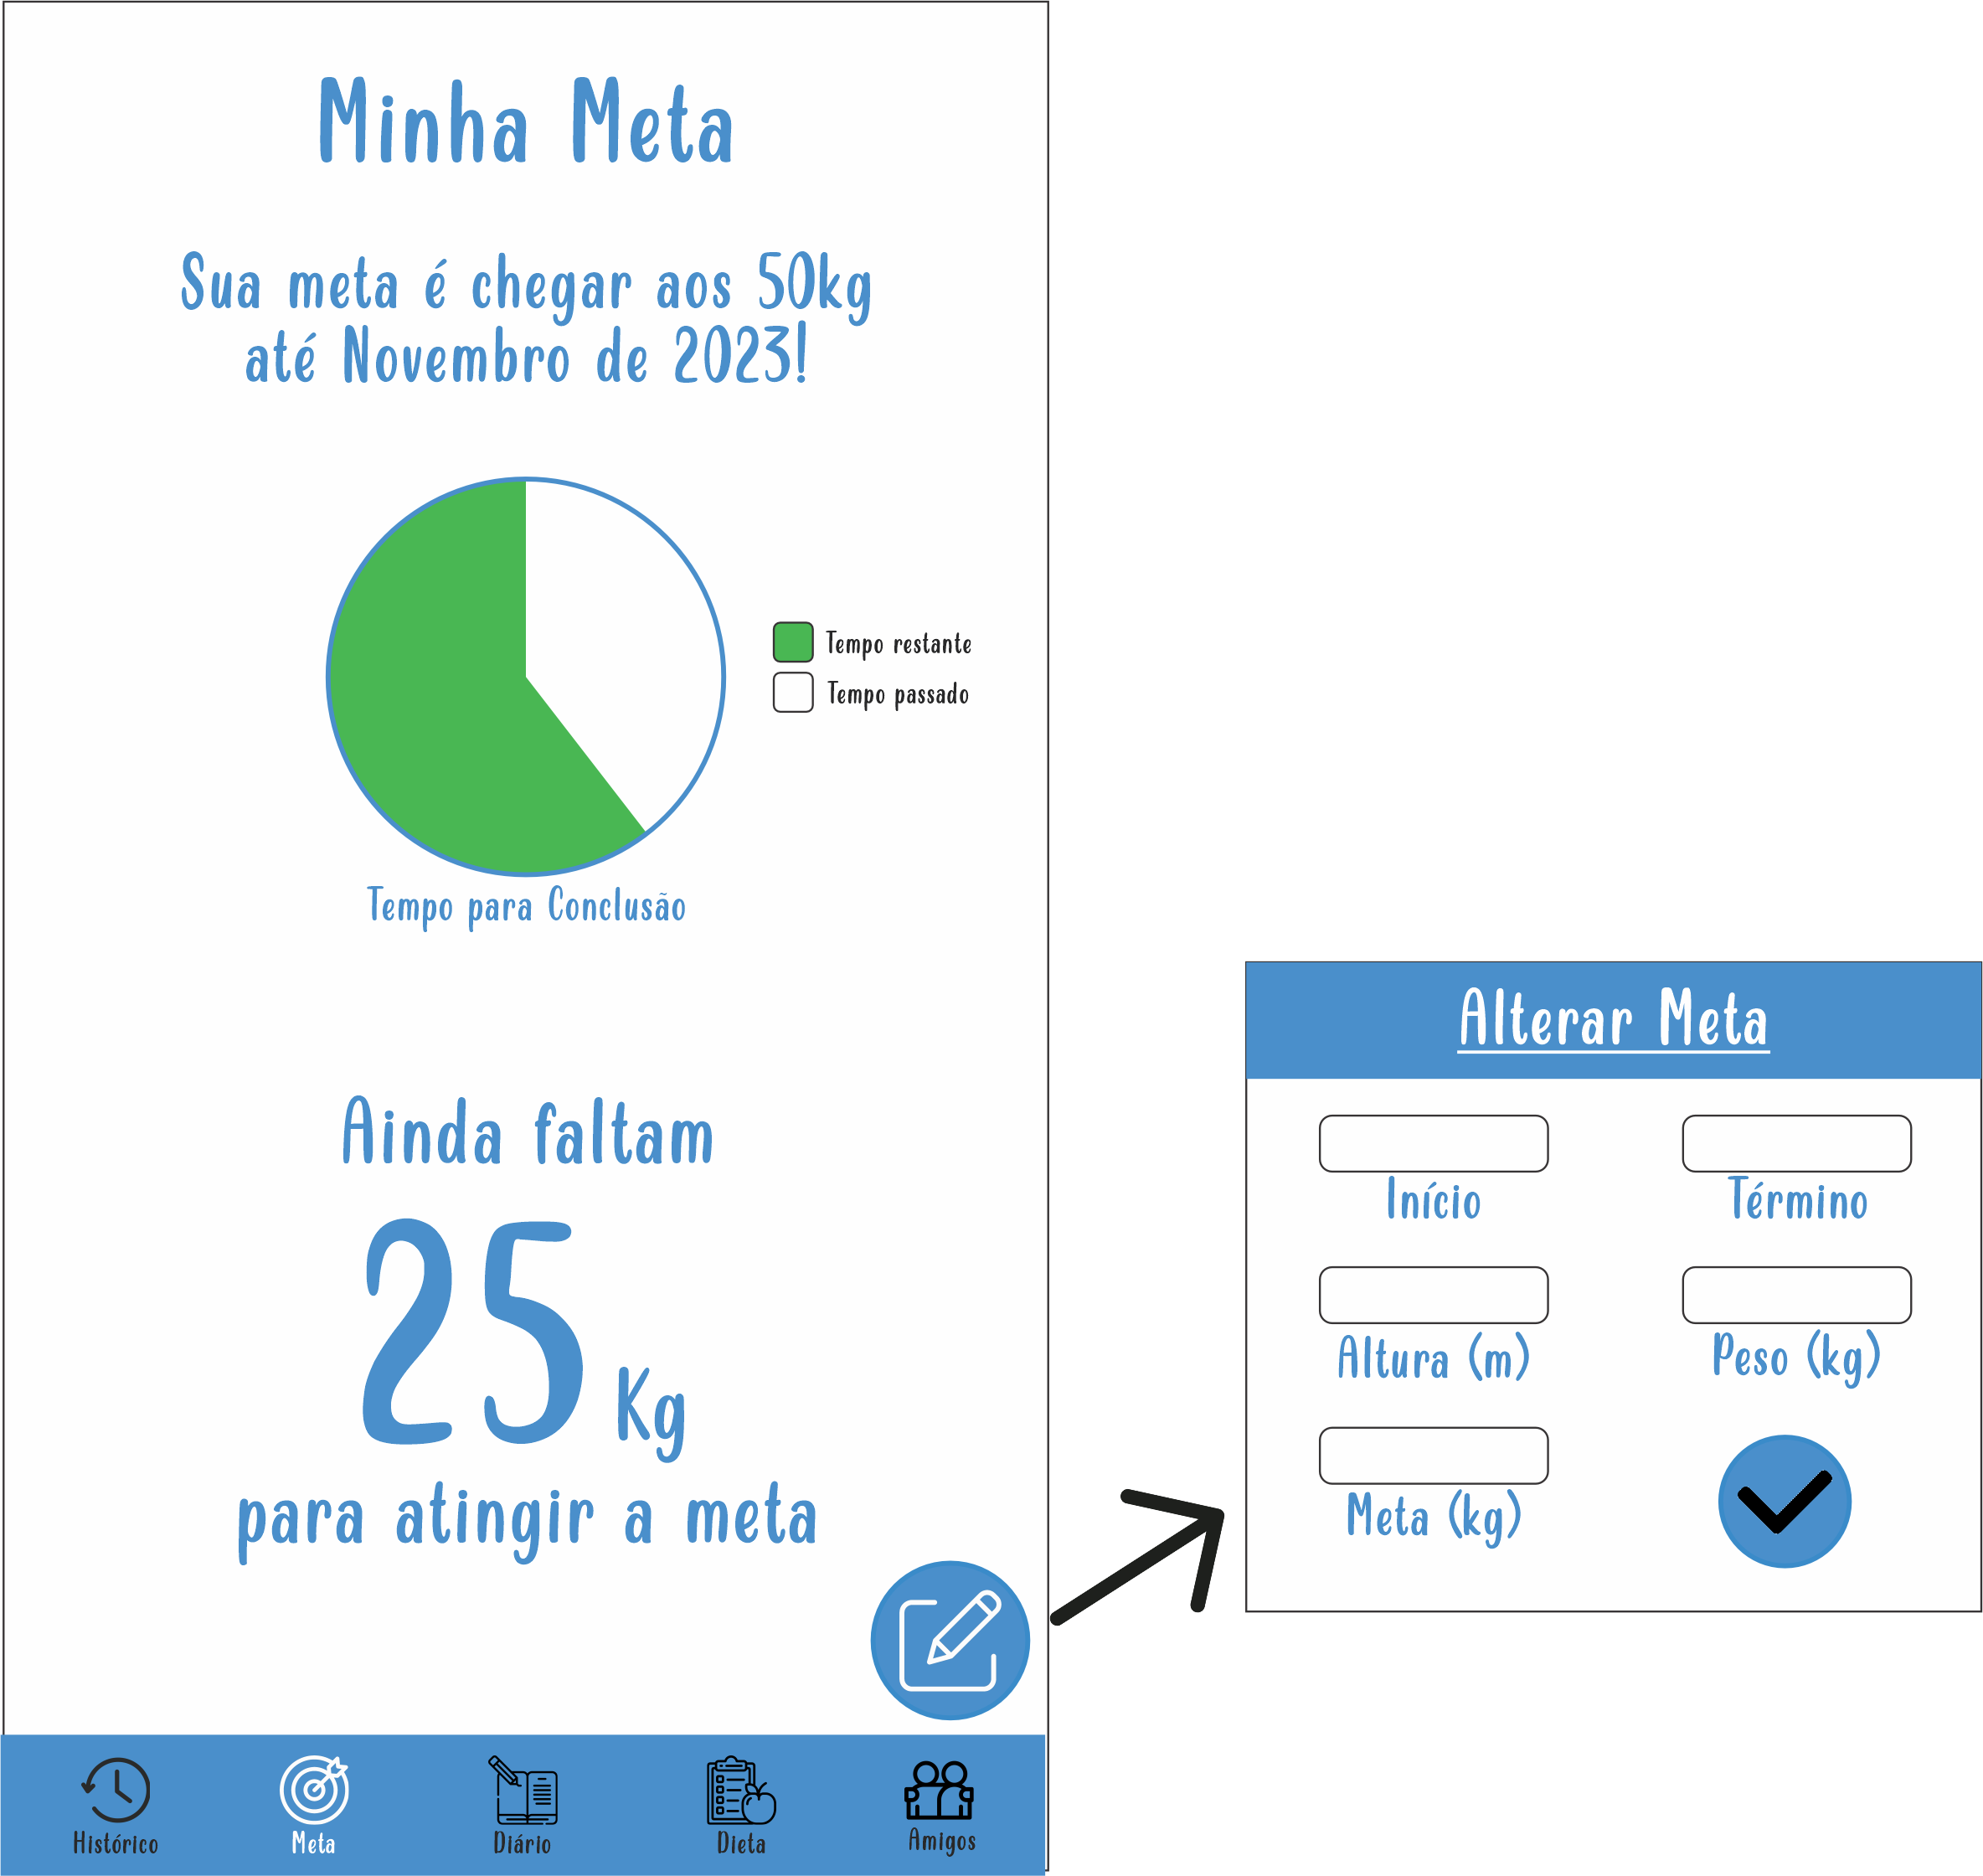 Minha Meta
Sua meta é chegar aos 50kg
até Novembro de 2023!
Tempo restante
Tempo passado
Tempo para Conclusão
Ainda faltam
25 Kg
para atingir a meta
Histórico
Meta
Diário
Dieta
Amigos
Alterar Meta
Início
Término
Altura (m)
Peso (kg)
Meta (kg)